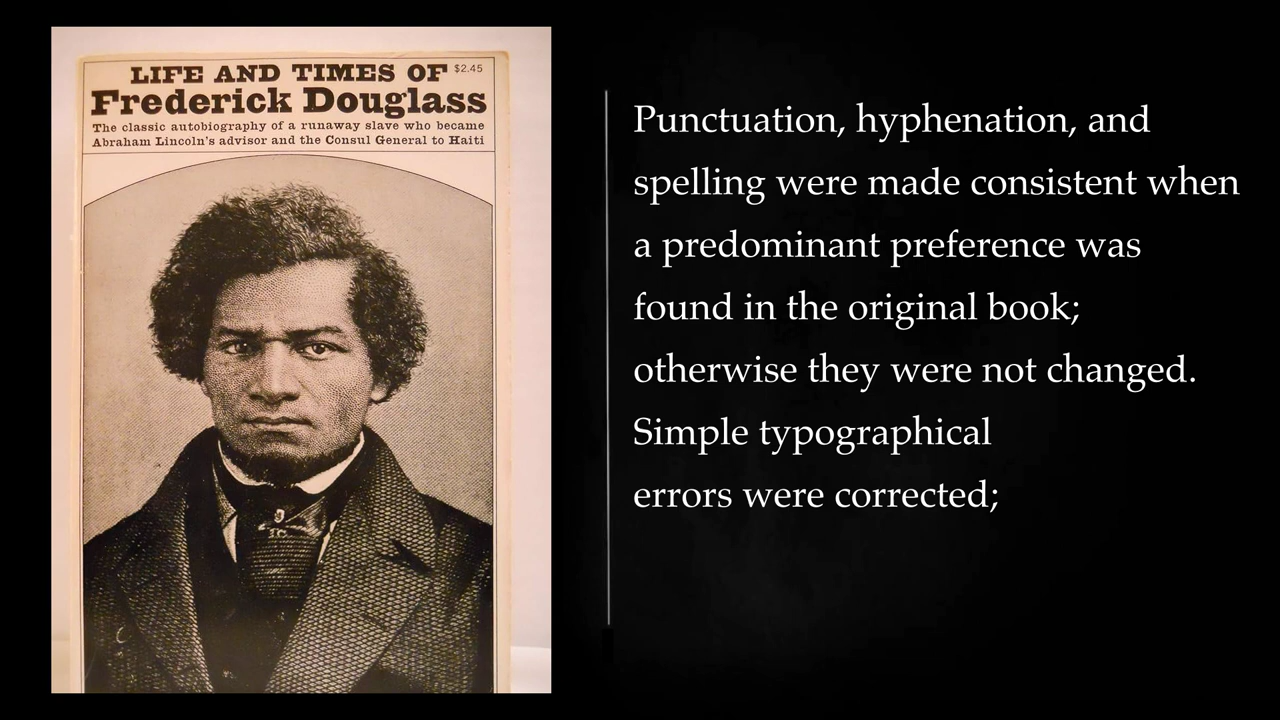 LIFE AND TIMES OF $2.45
Frederick Douglass
The classic autobiography of a runaway slave who became
Abraham Lincoln's advisor and the Consul General to Haiti
Punctuation, hyphenation, and
spelling were made consistent when
a predominant preference was
found in the original book;
otherwise they were not changed.
Simple typographical
errors were corrected;